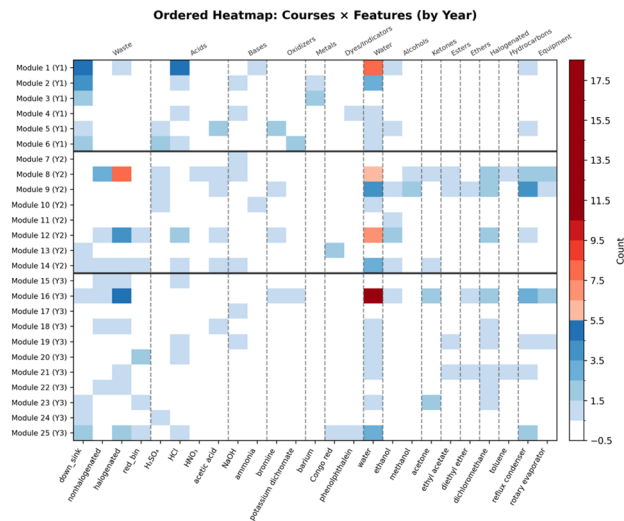 Ordered Heatmap: Courses × Features (by Year)
Waste
Acids
Bases
Oxidizers
Metals
Dyes/Indicators
Water
Alcohols
Ketones
Esters
Ethers
Halogenated
Hydrocarbons
Equipment
Module 1 (Y1)
Module 2 (Y1)
Module 3 (Y1)
Module 4 (Y1)
Module 5 (Y1)
Module 6 (Y1)
Module 7 (Y2)
Module 8 (Y2)
Module 9 (Y2)
Module 10 (Y2)
Module 11 (Y2)
Module 12 (Y2)
Module 13 (Y2)
Module 14 (Y2)
Module 15 (Y3)
Module 16 (Y3)
Module 17 (Y3)
Module 18 (Y3)
Module 19 (Y3)
Module 20 (Y3)
Module 21 (Y3)
Module 22 (Y3)
Module 23 (Y3)
Module 24 (Y3)
Module 25 (Y3)
down_sink
nonhalogenated
halogenated
red_bin
H₂SO₄
HCl
HNO₃
acetic acid
NaOH
ammonia
bromine
potassium dichromate
barium
Congo red
phenolphthalein
water
ethanol
methanol
acetone
ethyl acetate
diethyl ether
dichloromethane
toluene
reflux condenser
rotary evaporator
17.5
13.5
11.5
9.5
7.5
5.5
3.5
1.5
−0.5
Count